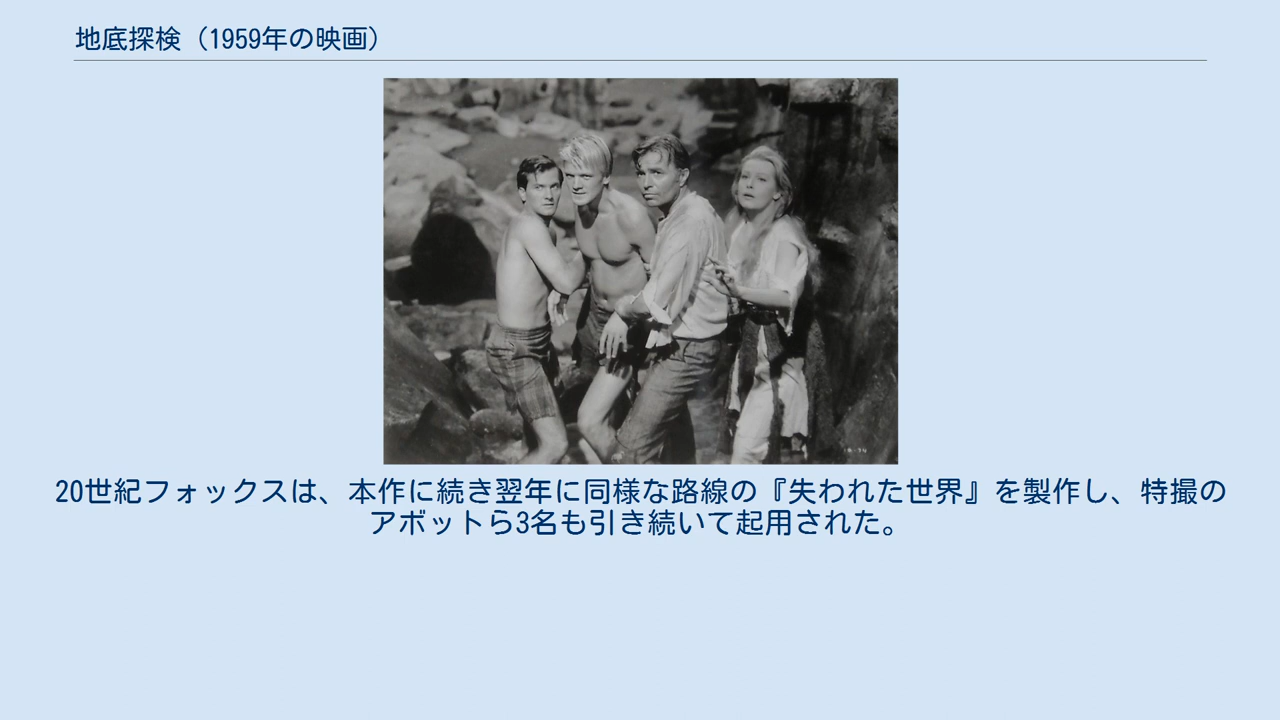 地底探検（1959年の映画）
20世紀フォックスは、本作に続き翌年に同様な路線の『失われた世界』を製作し、特撮の
アボットら3名も引き続いて起用された。